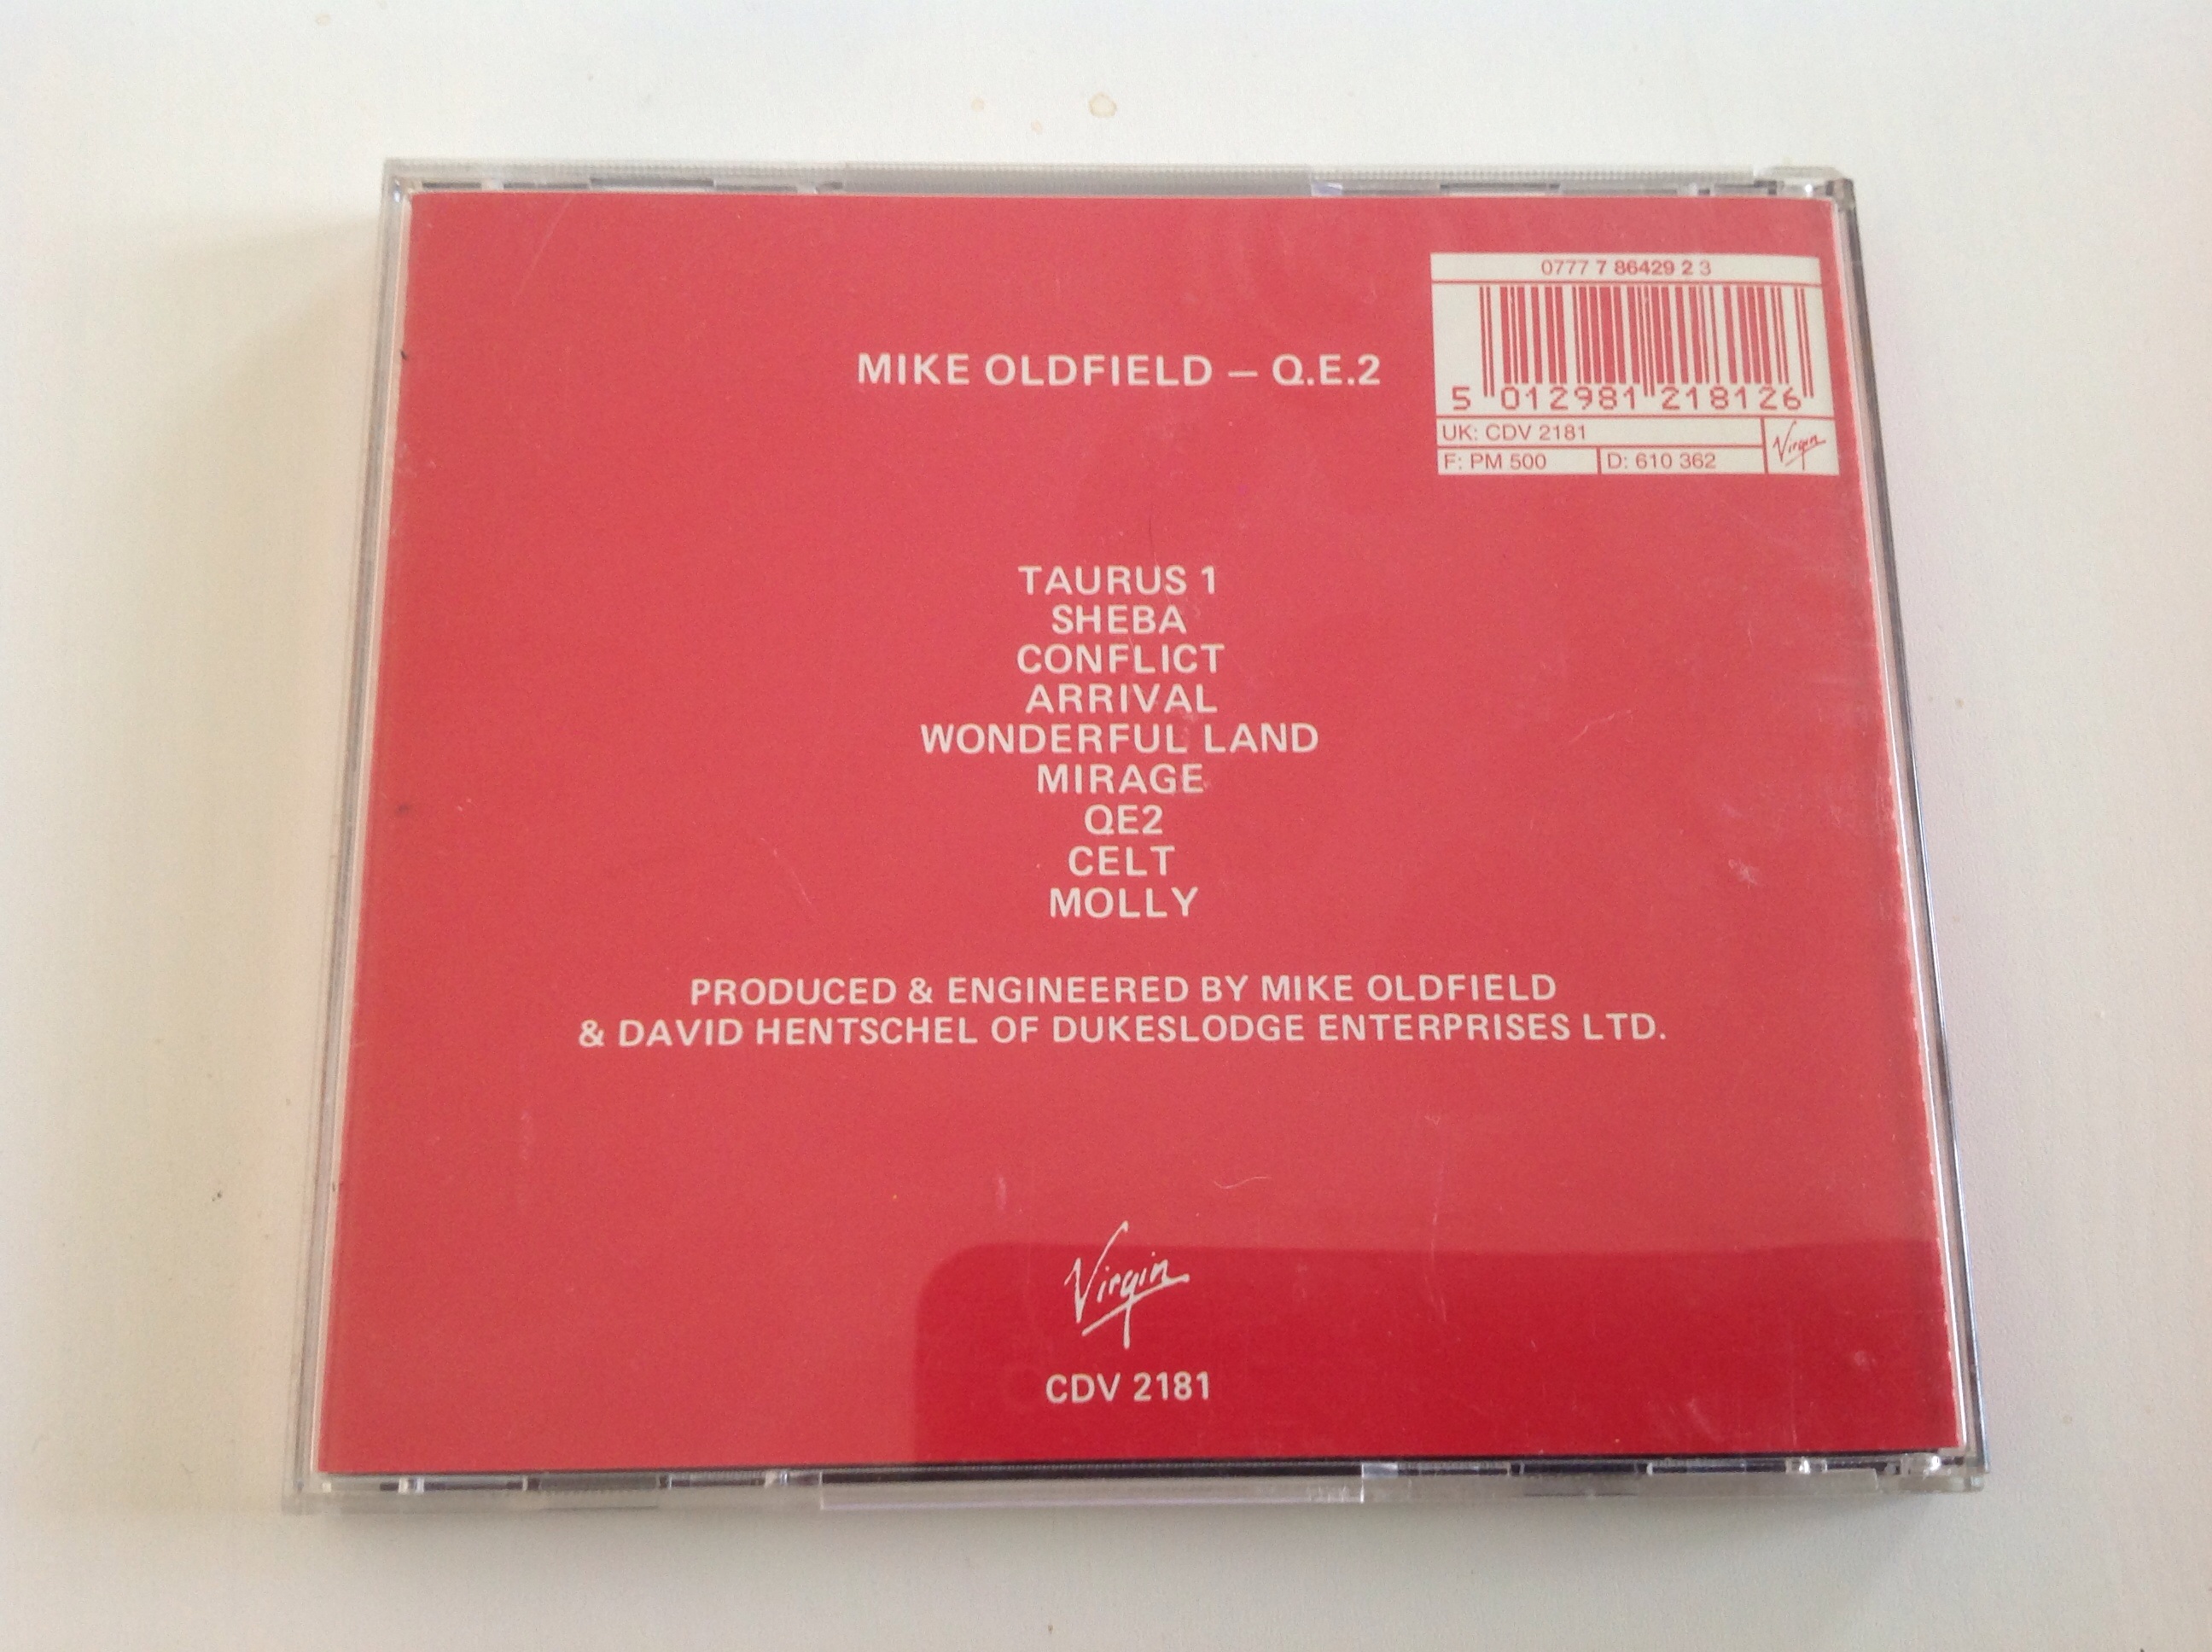 0777 7 86429 2 3
5 012981 218126
UK: CDV 2181
F: PM 500 D: 610 362
Virgin
MIKE OLDFIELD — Q.E.2
TAURUS 1
SHEBA
CONFLICT
ARRIVAL
WONDERFUL LAND
MIRAGE
QE2
CELT
MOLLY
PRODUCED & ENGINEERED BY MIKE OLDFIELD
& DAVID HENTSCHEL OF DUKESLODGE ENTERPRISES LTD.
Virgin
CDV 2181